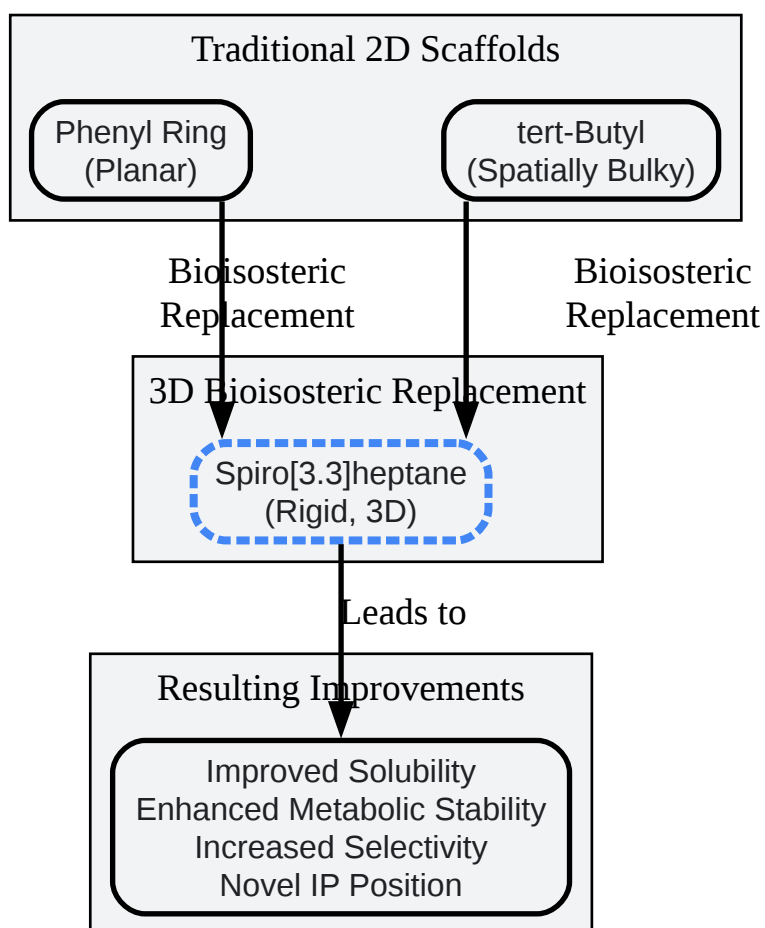 Traditional 2D Scaffolds
Phenyl Ring
(Planar)
tert-Butyl
(Spatially Bulky)
Bioisosteric
Replacement
Bioisosteric
Replacement
3D Bioisosteric Replacement
Spiro[3.3]heptane
(Rigid, 3D)
Leads to
Resulting Improvements
Improved Solubility
Enhanced Metabolic Stability
Increased Selectivity
Novel IP Position